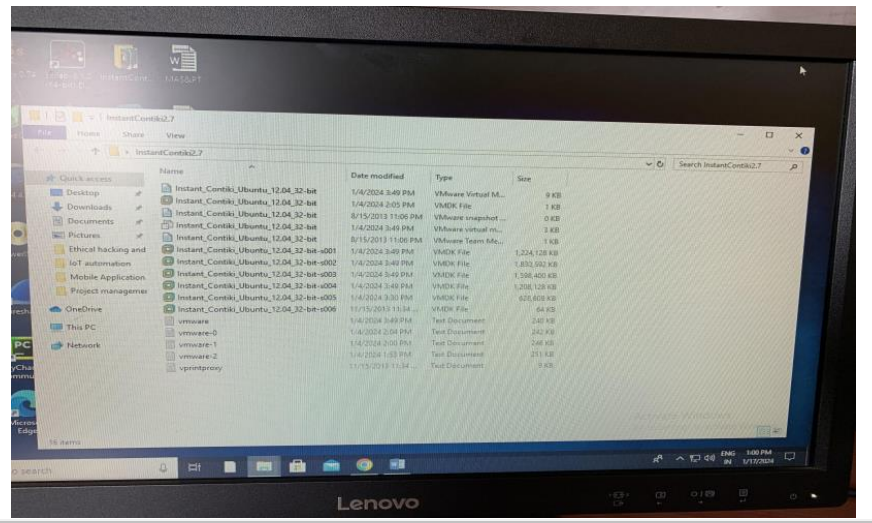 InstantCont...
MAS&PT
InstantContiki2.7
File Home Share View
InstantContiki2.7
Search InstantContiki2.7
Name Date modified Type Size
Quick access
Desktop
Downloads
Documents
Pictures
Ethical hacking and
IoT automation
Mobile Application
Project managemer
OneDrive
This PC
Network
Instant_Contiki_Ubuntu_12.04_32-bit 1/4/2024 3:49 PM VMware Virtual M... 9 KB
Instant_Contiki_Ubuntu_12.04_32-bit 1/4/2024 2:05 PM VMDK File 1 KB
Instant_Contiki_Ubuntu_12.04_32-bit 8/15/2013 11:06 PM VMware snapshot ... 0 KB
Instant_Contiki_Ubuntu_12.04_32-bit 1/4/2024 3:49 PM VMware virtual m... 3 KB
Instant_Contiki_Ubuntu_12.04_32-bit 8/15/2013 11:06 PM VMware Team Me... 1 KB
Instant_Contiki_Ubuntu_12.04_32-bit-s001 1/4/2024 3:49 PM VMDK File 1,224,128 KB
Instant_Contiki_Ubuntu_12.04_32-bit-s002 1/4/2024 3:49 PM VMDK File
Instant_Contiki_Ubuntu_12.04_32-bit-s003 1/4/2024 3:49 PM VMDK File 1,598,400 KB
Instant_Contiki_Ubuntu_12.04_32-bit-s004 1/4/2024 3:49 PM VMDK File 1,208,128 KB
Instant_Contiki_Ubuntu_12.04_32-bit-s005 1/4/2024 3:30 PM VMDK File
Instant_Contiki_Ubuntu_12.04_32-bit-s006 11/15/2013 11:34 ... VMDK File 64 KB
vmware 1/4/2024 3:49 PM Text Document 240 KB
vmware-0 1/4/2024 2:04 PM Text Document 242 KB
vmware-1 1/4/2024 2:00 PM Text Document 246 KB
vmware-2 1/4/2024 1:53 PM Text Document
vprintproxy 11/15/2013 11:34 ... Text Document 9 KB
PC
Edge
16 items
Activate Windows
o search
ENG 1:00 PM
IN 1/17/2024
Lenovo